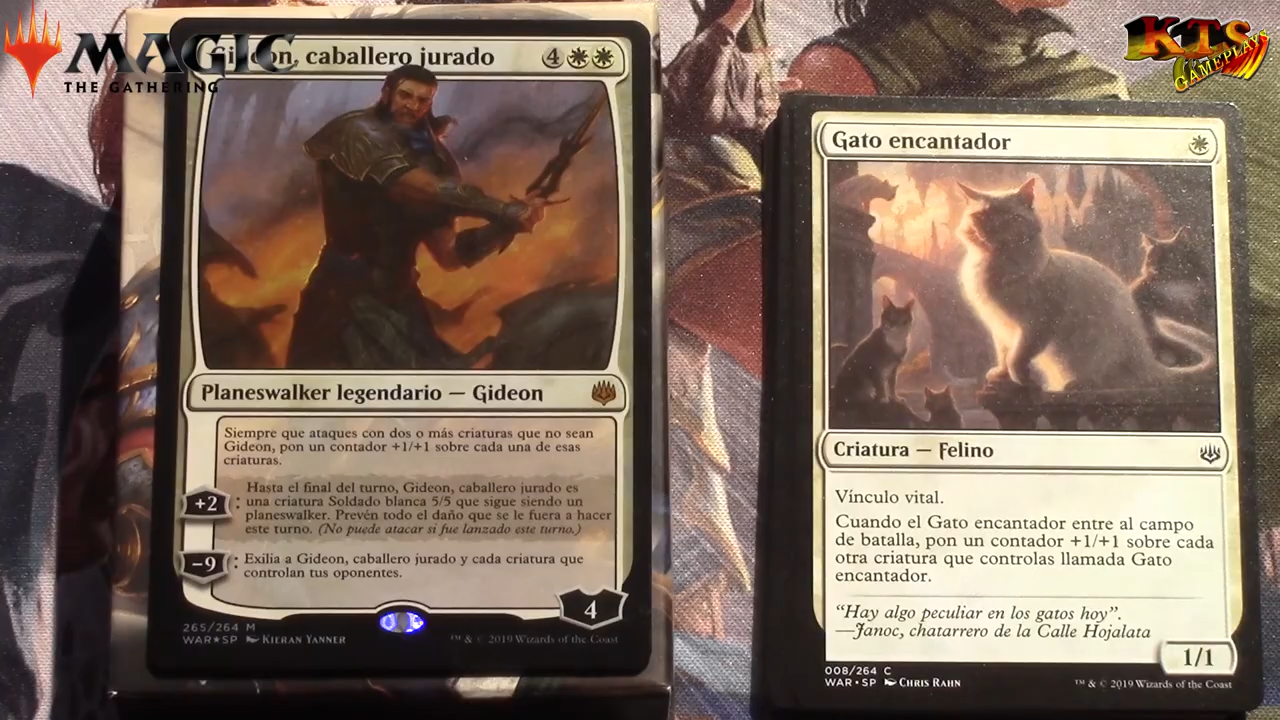 MAGIC
THE GATHERING
KTS
GAMEPLAYS
Gideon, caballero jurado 4
Planeswalker legendario — Gideon
Siempre que ataques con dos o más criaturas que no sean
Gideon, pon un contador +1/+1 sobre cada una de esas
criaturas.
Hasta el final del turno, Gideon, caballero jurado es
+2 : una criatura Soldado blanca 5/5 que sigue siendo un
planeswalker. Prevén todo el daño que se le fuera a hacer
este turno. (No puede atacar si fue lanzado este turno.)
-9 : Exilia a Gideon, caballero jurado y cada criatura que
controlan tus oponentes.
4
265/264 M
WAR★SP KIERAN YANNER
™ & © 2019 Wizards of the Coast
Gato encantador
Criatura — Felino
Vínculo vital.
Cuando el Gato encantador entre al campo
de batalla, pon un contador +1/+1 sobre cada
otra criatura que controlas llamada Gato
encantador.
“Hay algo peculiar en los gatos hoy”.
—Janoc, chatarrero de la Calle Hojalata
1/1
008/264 C
WAR • SP CHRIS RAHN
™ & © 2019 Wizards of the Coast